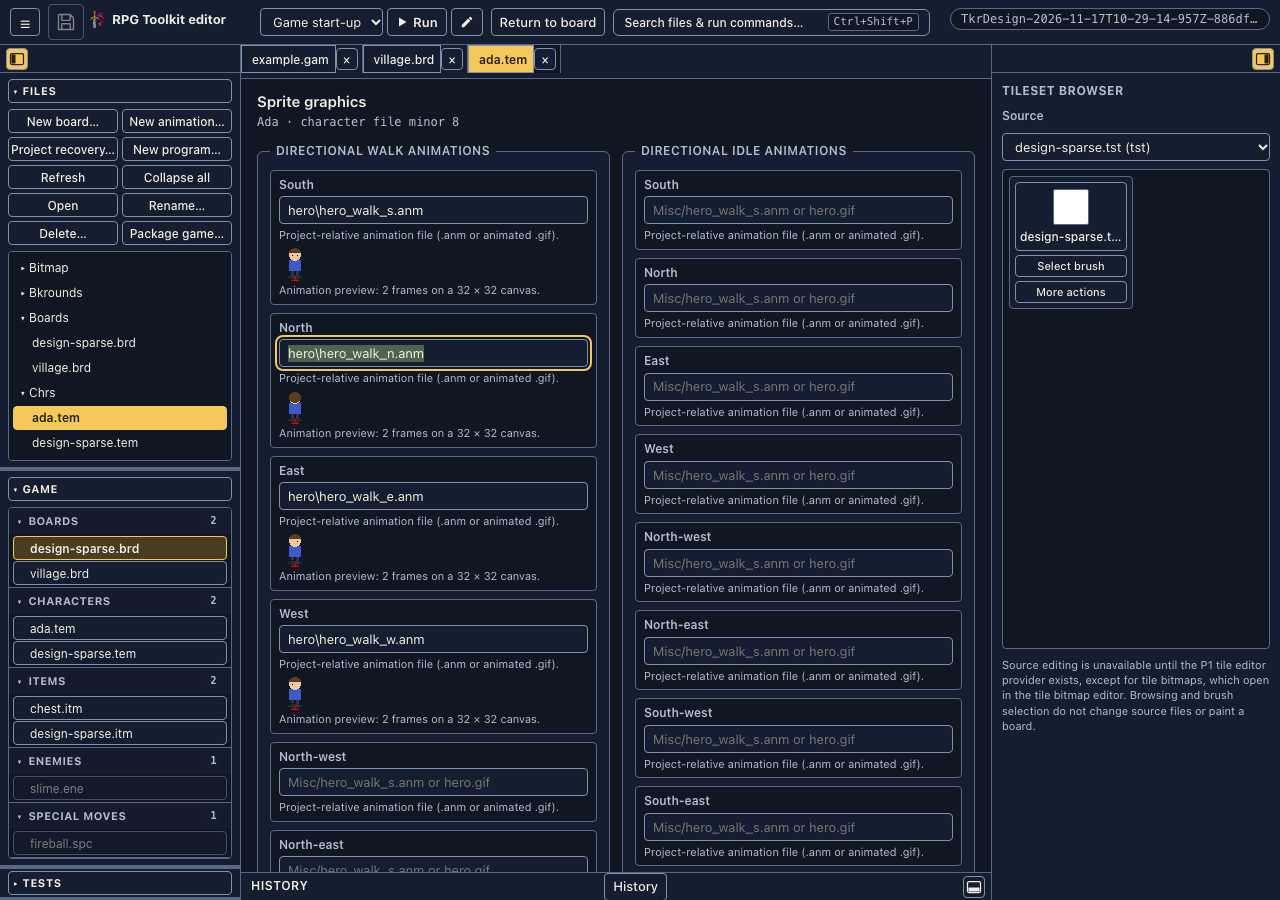 RPG Toolkit editor
Game start-up
Run
Return to board
Search files & run commands...
Ctrl+Shift+P
TkrDesign-2026-11-17T10-29-14-957Z-886df...
FILES
New board...
New animation...
Project recovery...
New program...
Refresh
Collapse all
Open
Rename...
Delete...
Package game...
Bitmap
Bkrounds
Boards
design-sparse.brd
village.brd
Chrs
ada.tem
design-sparse.tem
GAME
BOARDS 2
design-sparse.brd
village.brd
CHARACTERS 2
ada.tem
design-sparse.tem
ITEMS 2
chest.itm
design-sparse.itm
ENEMIES 1
slime.ene
SPECIAL MOVES 1
fireball.spc
TESTS
example.gam ×
village.brd ×
ada.tem ×
Sprite graphics
Ada · character file minor 8
DIRECTIONAL WALK ANIMATIONS
South
hero\hero_walk_s.anm
Project-relative animation file (.anm or animated .gif).
Animation preview: 2 frames on a 32 × 32 canvas.
North
hero\hero_walk_n.anm
Project-relative animation file (.anm or animated .gif).
Animation preview: 2 frames on a 32 × 32 canvas.
East
hero\hero_walk_e.anm
Project-relative animation file (.anm or animated .gif).
Animation preview: 2 frames on a 32 × 32 canvas.
West
hero\hero_walk_w.anm
Project-relative animation file (.anm or animated .gif).
Animation preview: 2 frames on a 32 × 32 canvas.
North-west
Misc/hero_walk_s.anm or hero.gif
Project-relative animation file (.anm or animated .gif).
North-east
Misc/hero_walk_s.anm or hero.gif
DIRECTIONAL IDLE ANIMATIONS
South
Misc/hero_walk_s.anm or hero.gif
Project-relative animation file (.anm or animated .gif).
North
Misc/hero_walk_s.anm or hero.gif
Project-relative animation file (.anm or animated .gif).
East
Misc/hero_walk_s.anm or hero.gif
Project-relative animation file (.anm or animated .gif).
West
Misc/hero_walk_s.anm or hero.gif
Project-relative animation file (.anm or animated .gif).
North-west
Misc/hero_walk_s.anm or hero.gif
Project-relative animation file (.anm or animated .gif).
North-east
Misc/hero_walk_s.anm or hero.gif
Project-relative animation file (.anm or animated .gif).
South-west
Misc/hero_walk_s.anm or hero.gif
Project-relative animation file (.anm or animated .gif).
South-east
Misc/hero_walk_s.anm or hero.gif
Project-relative animation file (.anm or animated .gif).
HISTORY
History
TILESET BROWSER
Source
design-sparse.tst (tst)
design-sparse.t...
Select brush
More actions
Source editing is unavailable until the P1 tile editor
provider exists, except for tile bitmaps, which open
in the tile bitmap editor. Browsing and brush
selection do not change source files or paint a
board.